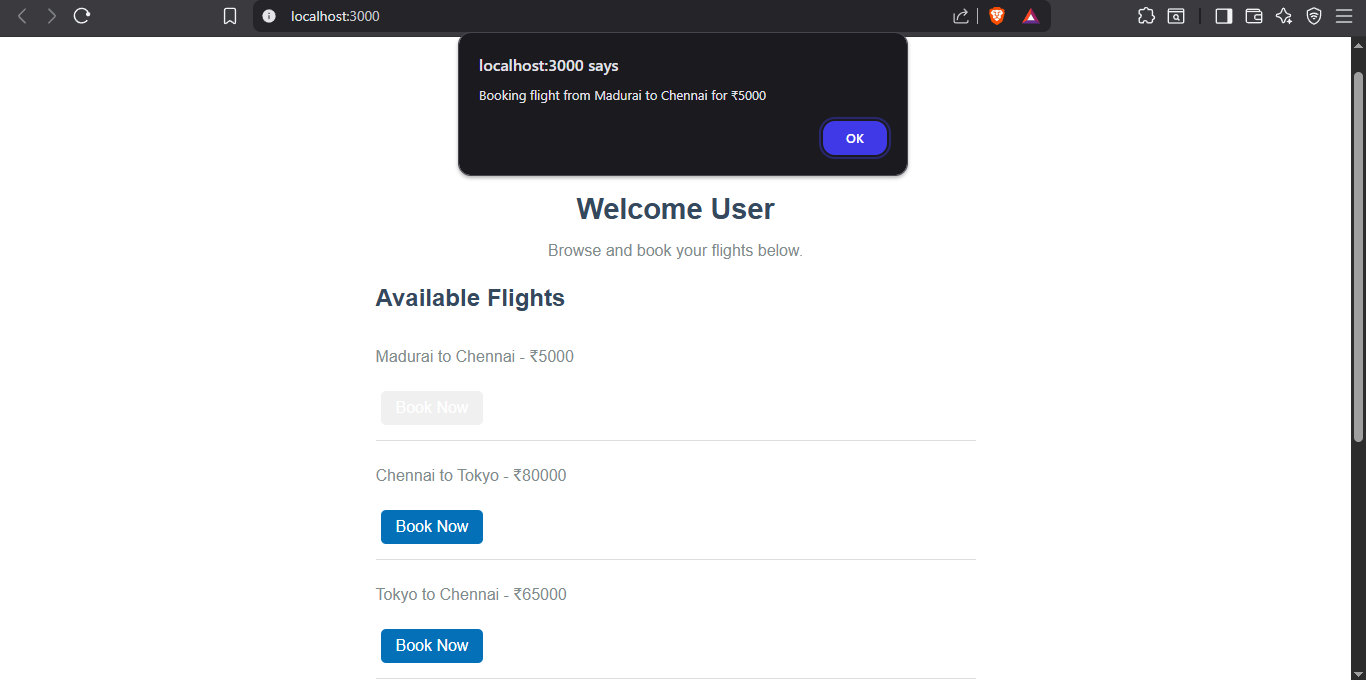 localhost:3000
localhost:3000 says
Booking flight from Madurai to Chennai for ₹5000
OK
Welcome User
Browse and book your flights below.
Available Flights
Madurai to Chennai - ₹5000
Book Now
Chennai to Tokyo - ₹80000
Book Now
Tokyo to Chennai - ₹65000
Book Now